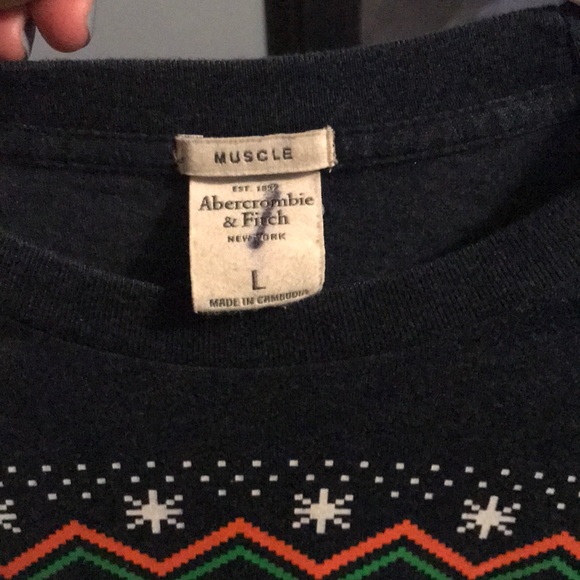 MUSCLE
EST. 1892
Abercrombie
& Fitch
NEW YORK
L
MADE IN CAMBODIA